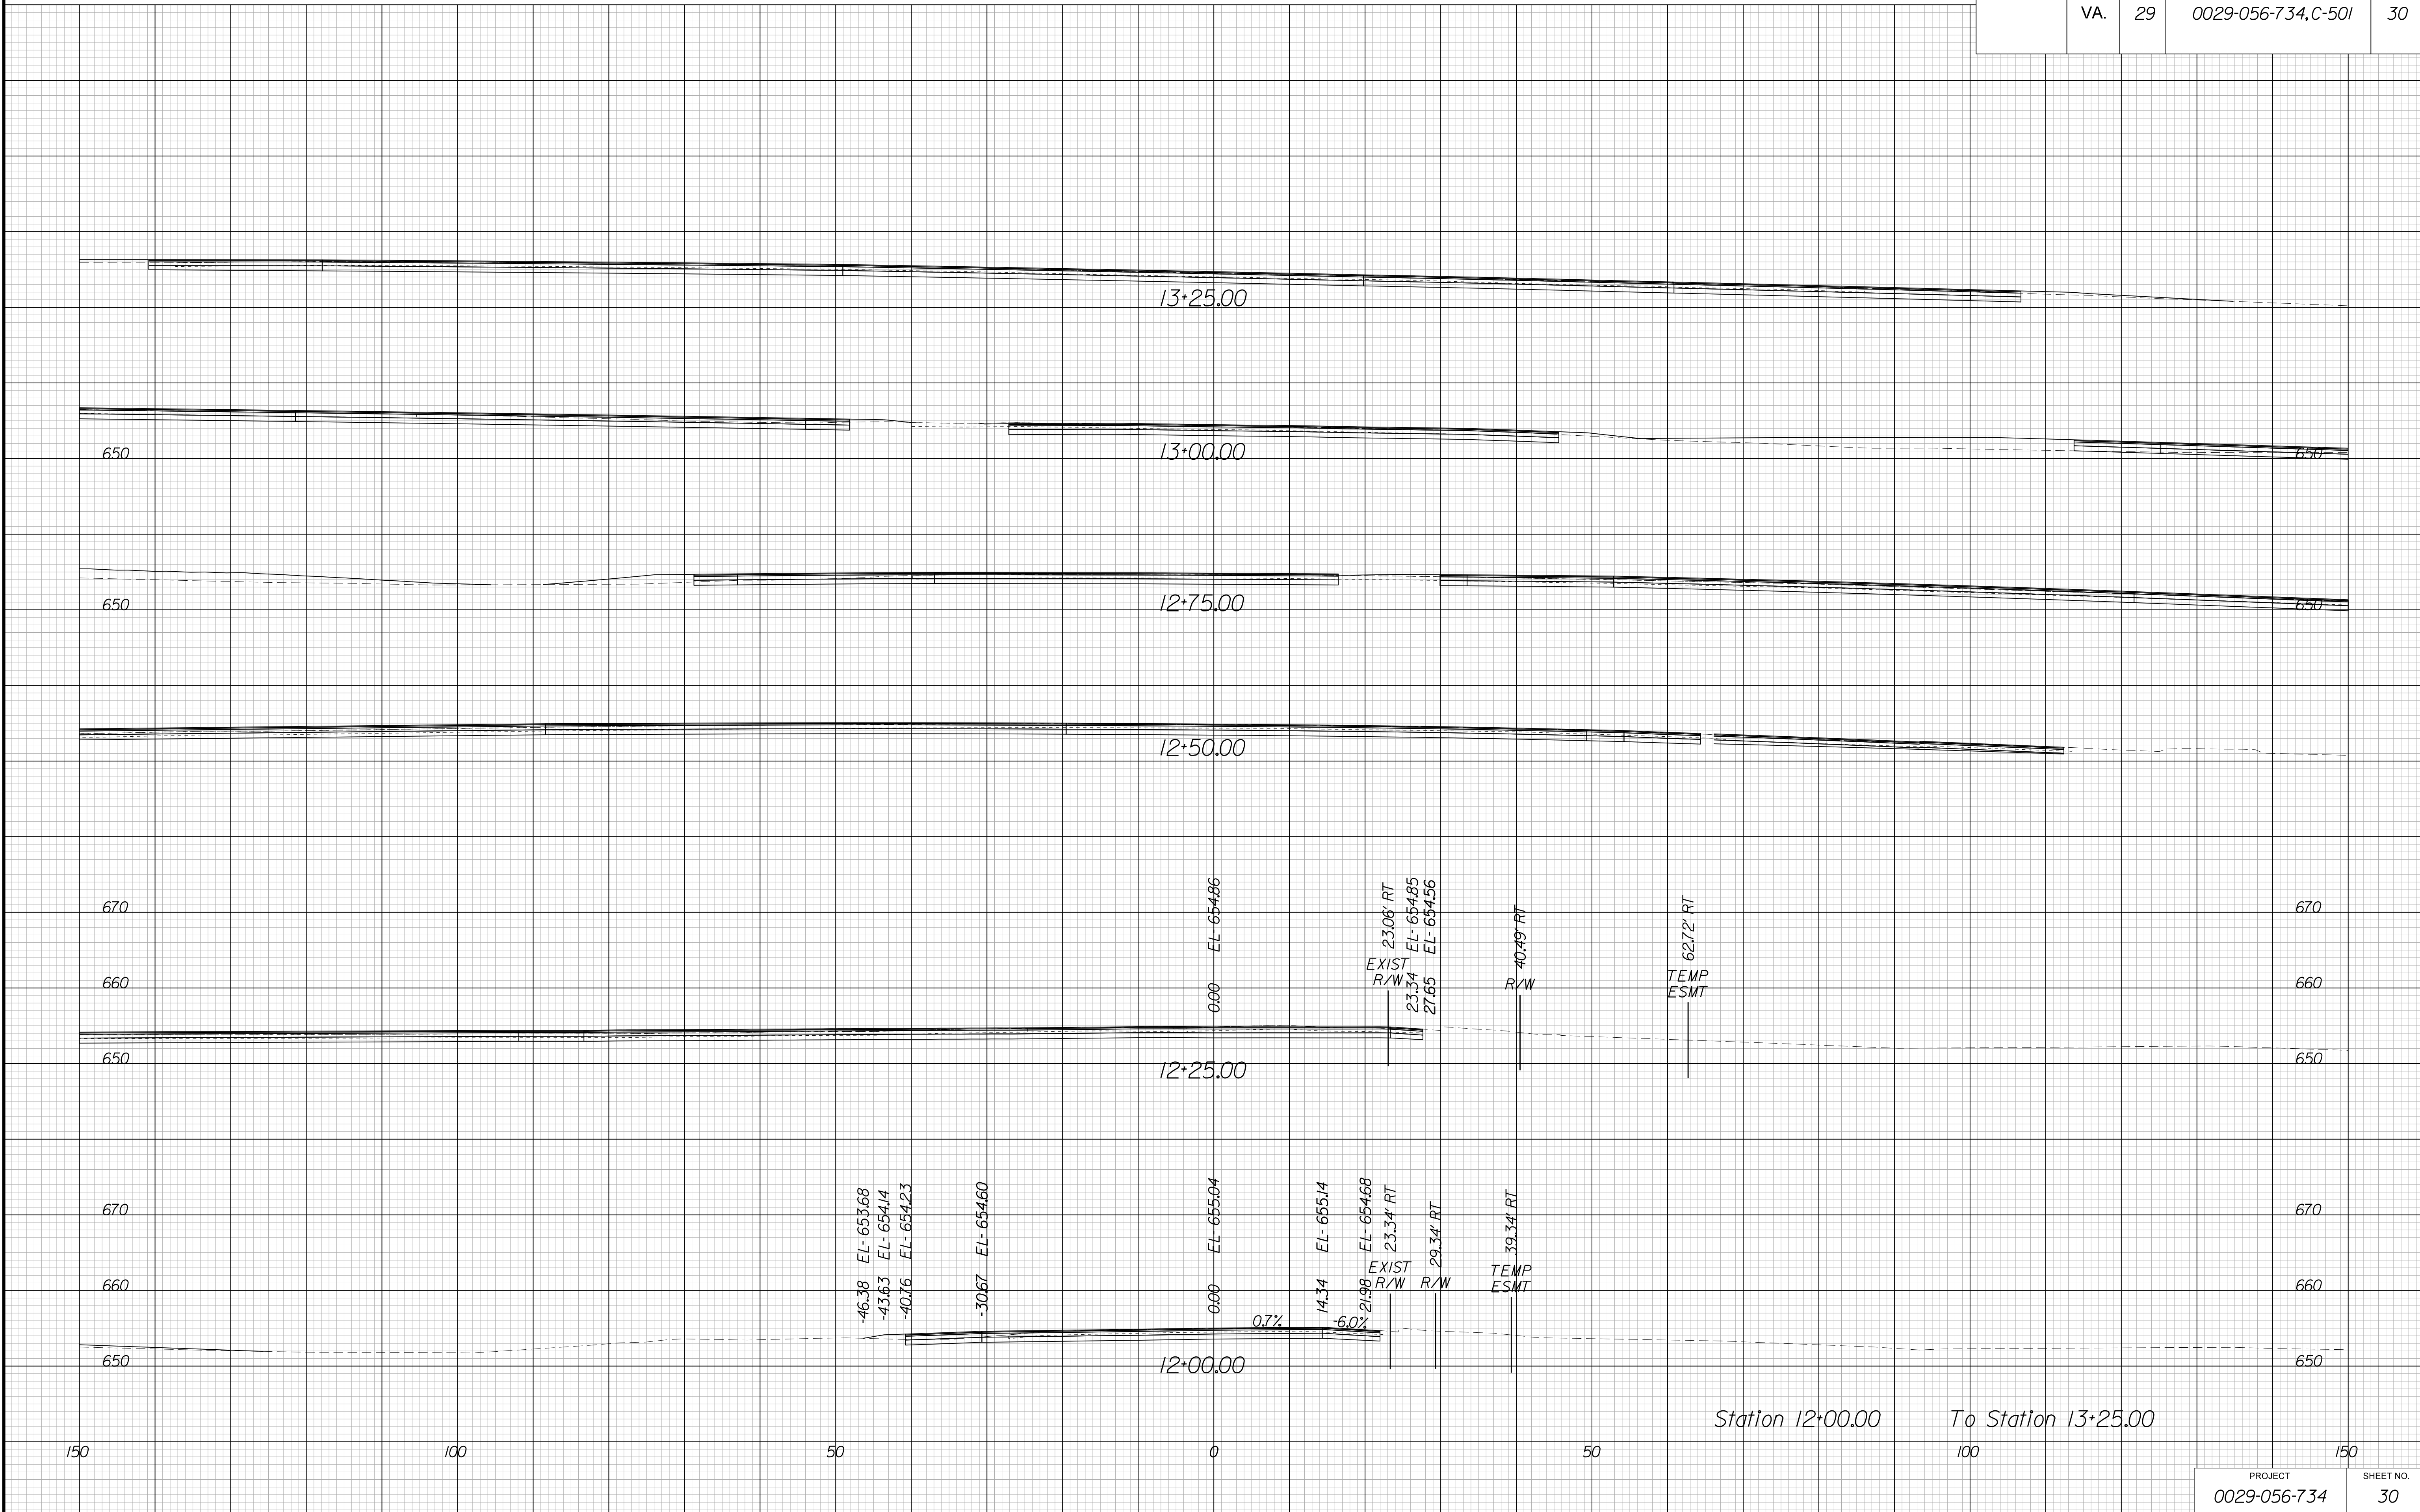 VA. 29 0029-056-734, C-501 30
13+25.00
650 13+00.00 650
650 12+75.00 650
12+50.00
0.00 EL- 654.86
EXIST R/W 23.06' RT
23.34 EL- 654.85
27.65 EL- 654.56
R/W 40.49' RT
TEMP ESMT 62.72' RT
670 670
660 660
650 650
12+25.00
-46.38 EL- 653.68
-43.63 EL- 654.14
-40.76 EL- 654.23
-30.67 EL- 654.60
0.00 EL- 655.04
14.34 EL- 655.14
21.98 EL- 654.68
EXIST R/W 23.34' RT
R/W 29.34' RT
TEMP ESMT 39.34' RT
670 670
660 660
0.7% -6.0%
650 650
12+00.00
Station 12+00.00 To Station 13+25.00
150 100 50 0 50 100 150
PROJECT SHEET NO.
0029-056-734 30